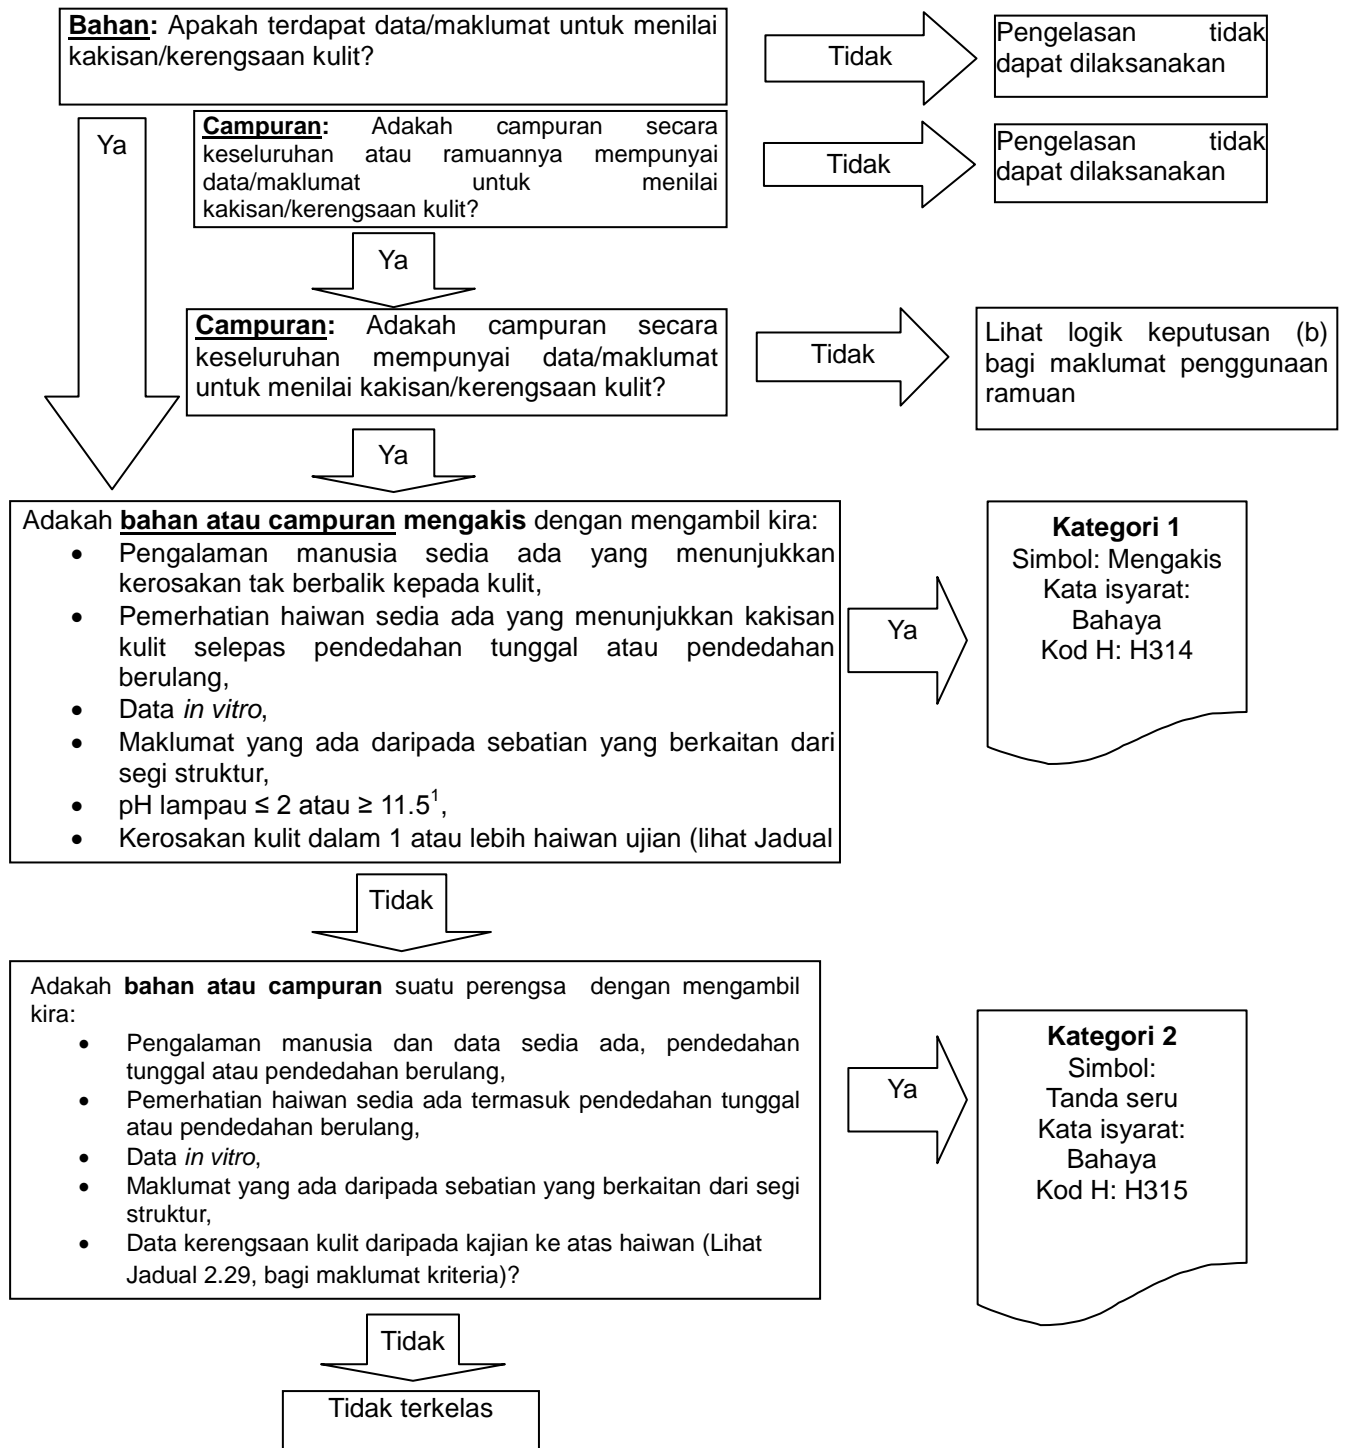 Bahan: Apakah terdapat data/maklumat untuk menilai
kakisan/kerengsaan kulit?
Tidak
Pengelasan tidak
dapat dilaksanakan
Ya
Campuran: Adakah campuran secara
keseluruhan atau ramuannya mempunyai
data/maklumat untuk menilai
kakisan/kerengsaan kulit?
Tidak
Pengelasan tidak
dapat dilaksanakan
Ya
Campuran: Adakah campuran secara
keseluruhan mempunyai data/maklumat
untuk menilai kakisan/kerengsaan kulit?
Tidak
Lihat logik keputusan (b)
bagi maklumat penggunaan
ramuan
Ya
Adakah bahan atau campuran mengakis dengan mengambil kira:
• Pengalaman manusia sedia ada yang menunjukkan
kerosakan tak berbalik kepada kulit,
• Pemerhatian haiwan sedia ada yang menunjukkan kakisan
kulit selepas pendedahan tunggal atau pendedahan
berulang,
• Data in vitro,
• Maklumat yang ada daripada sebatian yang berkaitan dari
segi struktur,
• pH lampau ≤ 2 atau ≥ 11.5¹,
• Kerosakan kulit dalam 1 atau lebih haiwan ujian (lihat Jadual
Ya
Kategori 1
Simbol: Mengakis
Kata isyarat:
Bahaya
Kod H: H314
Tidak
Adakah bahan atau campuran suatu perengsa dengan mengambil
kira:
• Pengalaman manusia dan data sedia ada, pendedahan
tunggal atau pendedahan berulang,
• Pemerhatian haiwan sedia ada termasuk pendedahan tunggal
atau pendedahan berulang,
• Data in vitro,
• Maklumat yang ada daripada sebatian yang berkaitan dari segi
struktur,
• Data kerengsaan kulit daripada kajian ke atas haiwan (Lihat
Jadual 2.29, bagi maklumat kriteria)?
Ya
Kategori 2
Simbol:
Tanda seru
Kata isyarat:
Bahaya
Kod H: H315
Tidak
Tidak terkelas